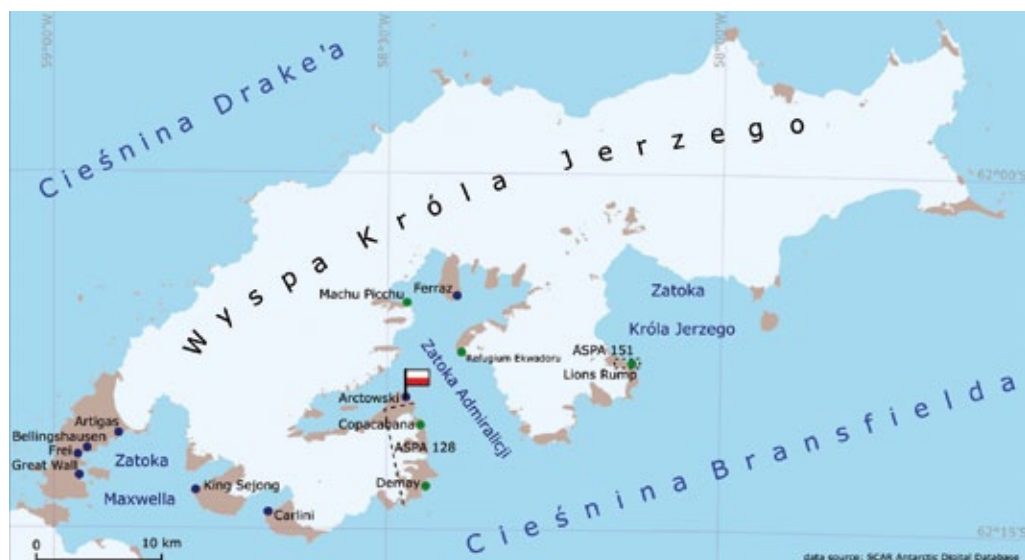 59°00'W
58°30'W
58°00'W
Cieśnina Drake'a
Wyspa Króla Jerzego
62°00'S
Machu Picchu
Ferraz
Zatoka
Króla Jerzego
Refugium Ekwadoru
ASPA 151
Lions Rump
Zatoka Admiralicji
Arctowski
Copacabana
ASPA 128
Demay
Artigas
Bellingshausen
Frei
Great Wall
Zatoka
Maxwella
King Sejong
Carlini
Cieśnina Bransfielda
62°15'S
0 10 km
data source: SCAR Antarctic Digital Database